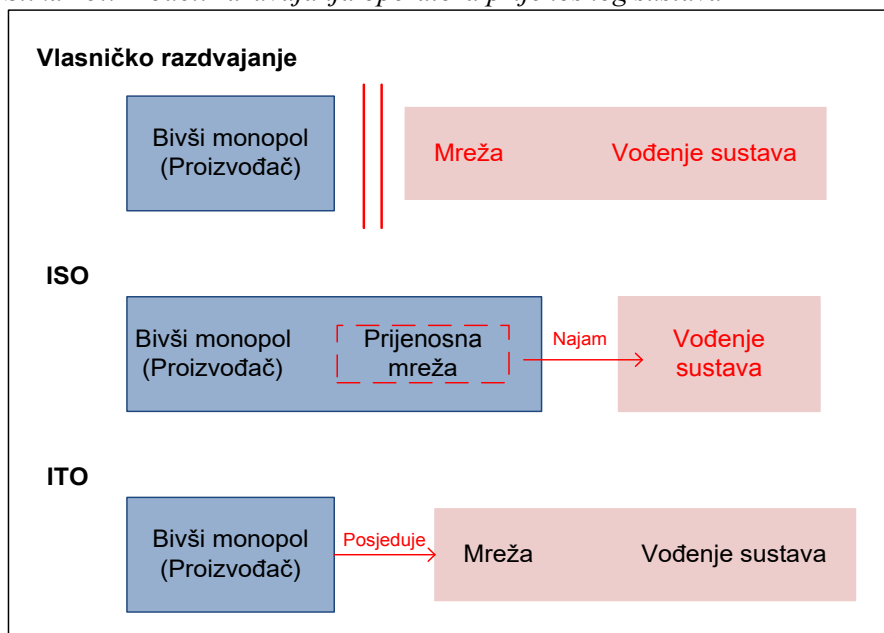 Vlasničko razdvajanje
Bivši monopol
(Proizvođač)
Mreža
Vođenje sustava
ISO
Bivši monopol
(Proizvođač)
Prijenosna
mreža
Najam
Vođenje
sustava
ITO
Bivši monopol
(Proizvođač)
Posjeduje
Mreža
Vođenje sustava